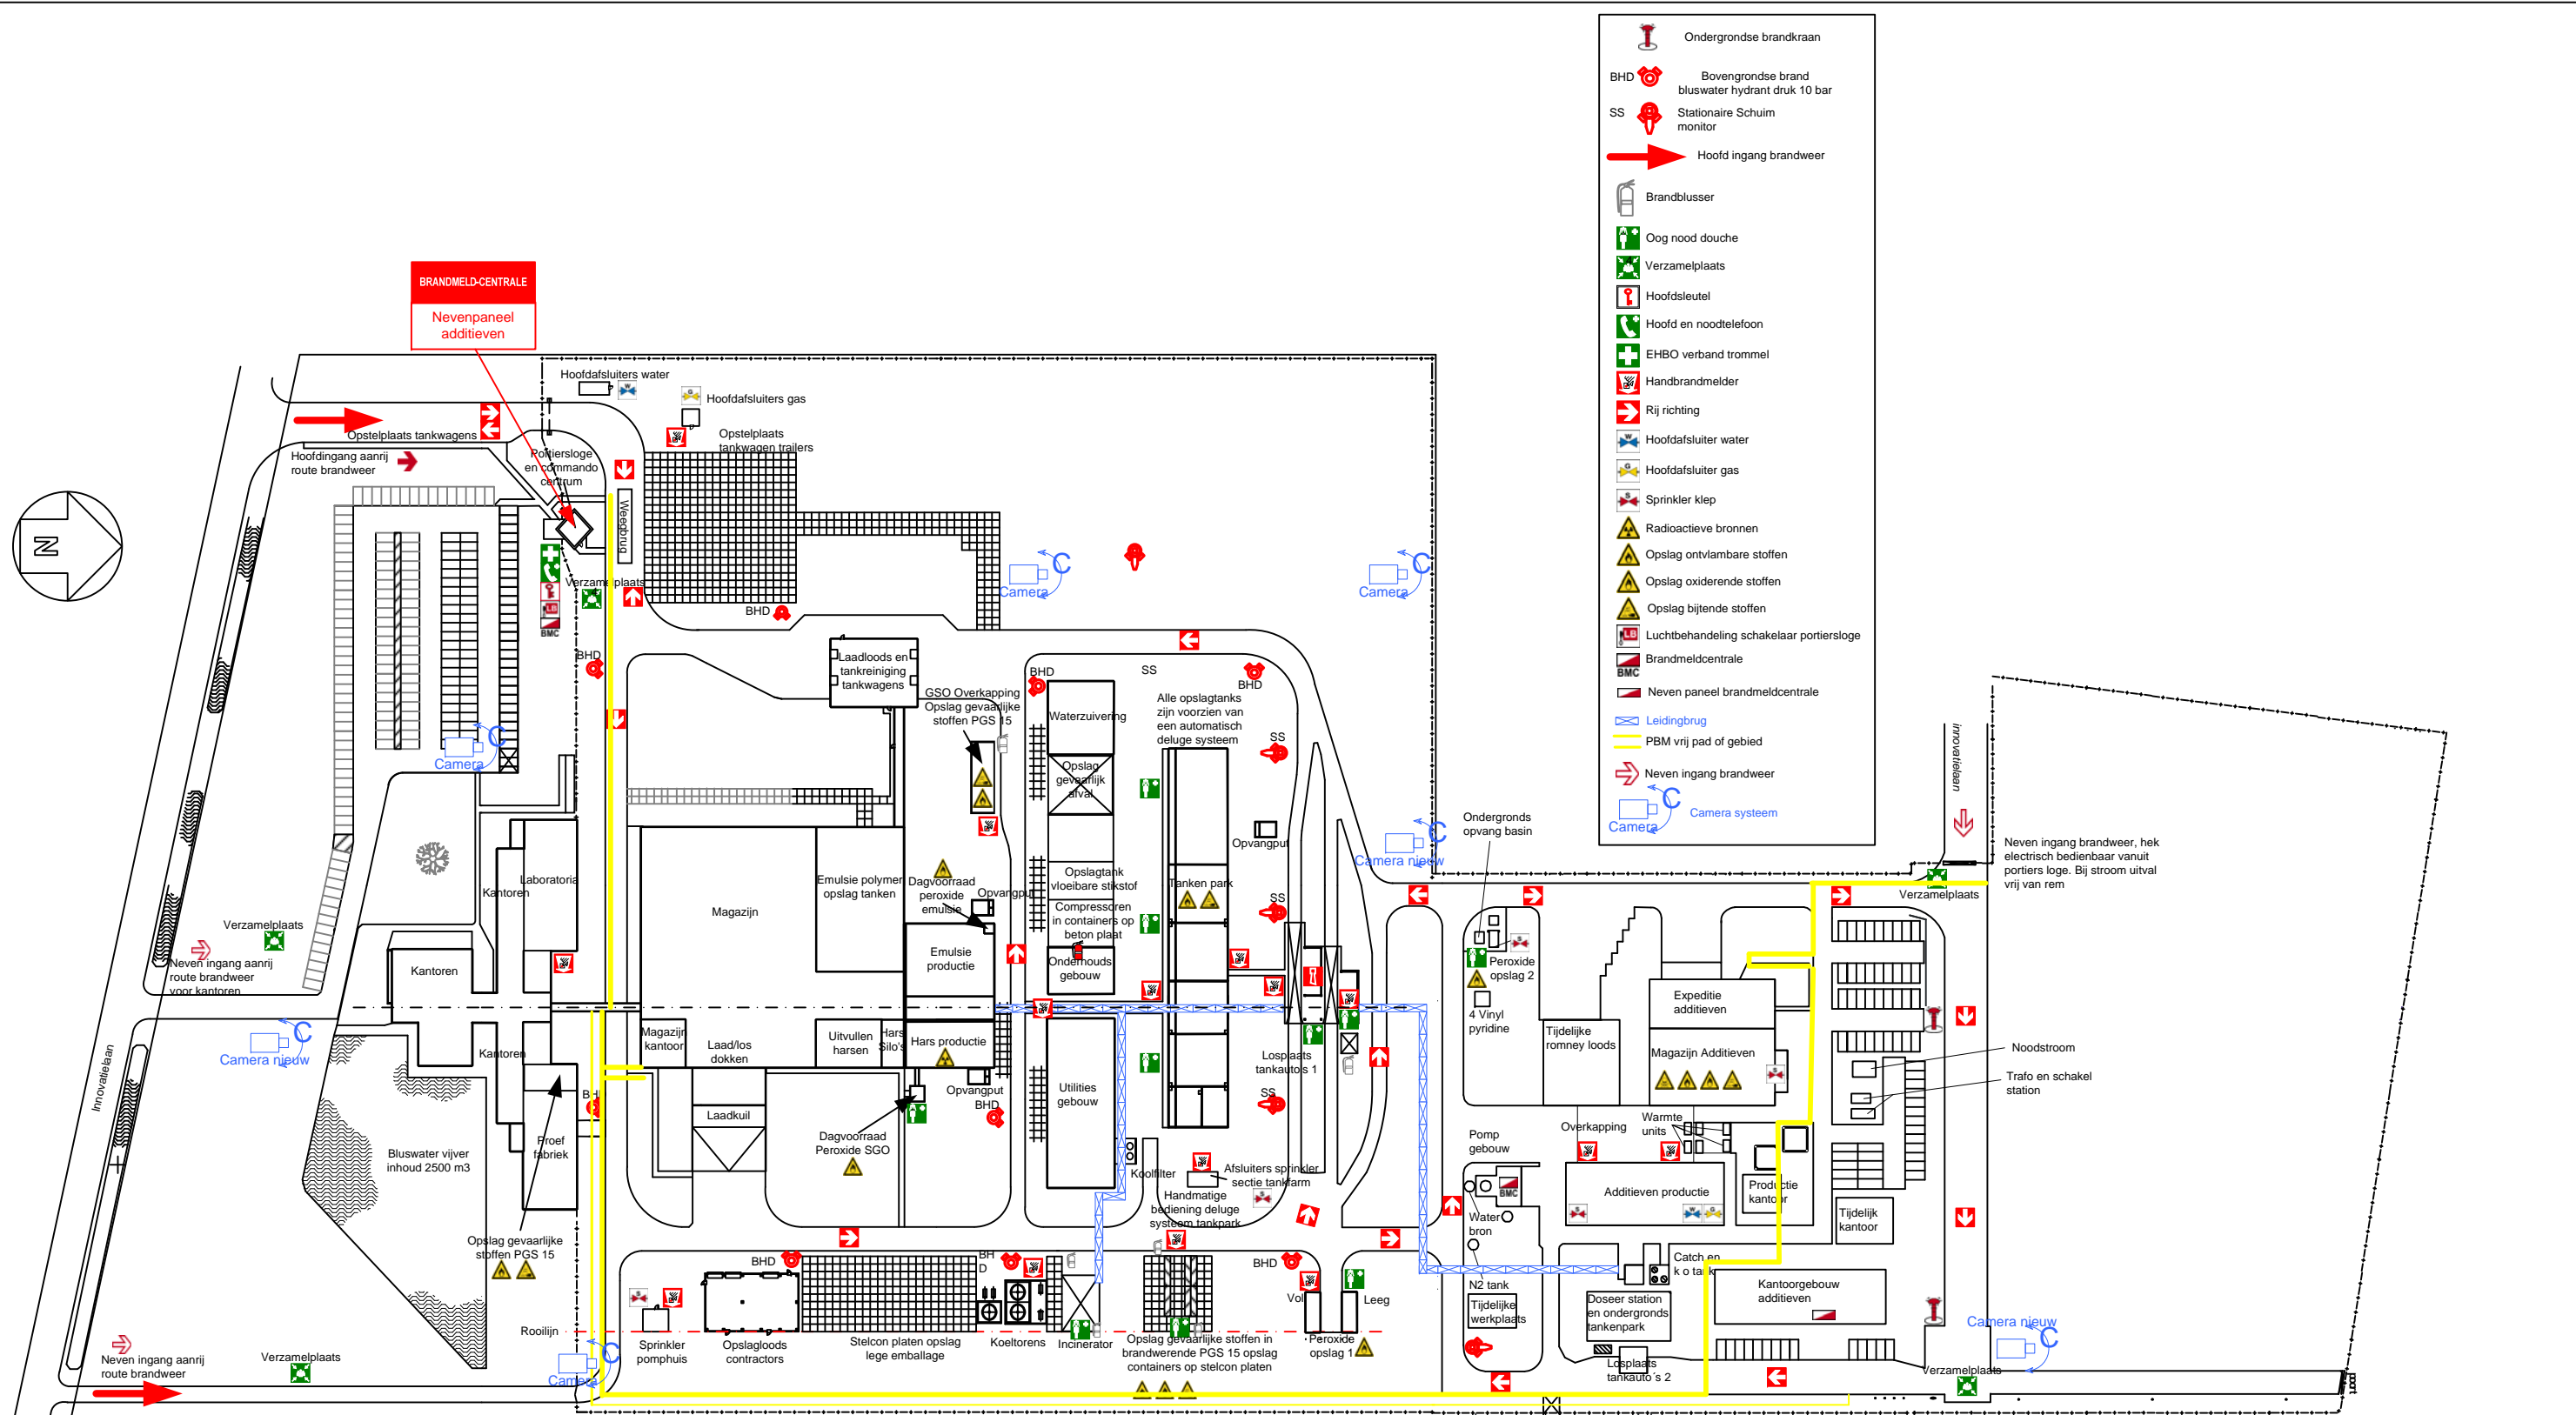 Ondergrondse brandkraan
BHD
Bovengrondse brand
bluswater hydrant druk 10 bar
SS
Stationaire Schuim
monitor
Hoofd ingang brandweer
Brandblusser
Oog nood douche
Verzamelplaats
Hoofdsleutel
Hoofd en noodtelefoon
EHBO verband trommel
Handbrandmelder
Rij richting
Hoofdafsluiter water
Hoofdafsluiter gas
Sprinkler klep
Radioactieve bronnen
Opslag ontvlambare stoffen
Opslag oxiderende stoffen
Opslag bijtende stoffen
LB
Luchtbehandeling schakelaar portiersloge
Brandmeldcentrale
BMC
Neven paneel brandmeldcentrale
Leidingbrug
PBM vrij pad of gebied
Neven ingang brandweer
C
Camera
Camera systeem
BRANDMELD-CENTRALE
Nevenpaneel
additieven
Hoofdafsluiters water
Hoofdafsluiters gas
Opstelplaats tankwagens
Opstelplaats
tankwagen trailers
Hoofdingang aanrij
route brandweer
Portiersloge
en commando
centrum
Weegbrug
N
Verzamelplaats
LB
BMC
BHD
BHD
C
Camera
C
Camera
C
Camera
Laadloods en
tankreiniging
tankwagens
GSO Overkapping
Opslag gevaarlijke
stoffen PGS 15
BHD
SS
BHD
Waterzuivering
Alle opslagtanks
zijn voorzien van
een automatisch
deluge systeem
SS
Opslag
gevaarlijk
afval
Opvangput
C
Camera nieuw
Ondergronds
opvang basin
innovatielaan
Neven ingang brandweer, hek
electrisch bedienbaar vanuit
portiers loge. Bij stroom uitval
vrij van rem
Verzamelplaats
Laboratoria
Kantoren
Magazijn
Emulsie polymer
opslag tanken
Dagvoorraad
peroxide
emulsie
Opvangput
Opslagtank
vloeibare stikstof
Compressoren
in containers op
beton plaat
Onderhouds
gebouw
Tanken park
SS
Emulsie
productie
Verzamelplaats
Neven ingang aanrij
route brandweer
voor kantoren
Kantoren
Peroxide
opslag 2
4 Vinyl
pyridine
Expeditie
additieven
Tijdelijke
romney loods
Magazijn Additieven
Noodstroom
Trafo en schakel
station
C
Camera nieuw
Kantoren
Magazijn
kantoor
Laad/los
dokken
Uitvullen
harsen
Hars
Silo's
Hars productie
Opvangput
BHD
Utilities
gebouw
Losplaats
tankauto's 1
SS
Innovatielaan
Laadkuil
Dagvoorraad
Peroxide SGO
Proef
fabriek
Bluswater vijver
inhoud 2500 m3
Koolfilter
Afsluiters sprinkler
sectie tankfarm
Handmatige
bediening deluge
systeem tankpark
Pomp
gebouw
Overkapping
Warmte
units
BMC
Additieven productie
Productie
kantoor
Tijdelijk
kantoor
Water
bron
N2 tank
Catch en
k o tank
Opslag gevaarlijke
stoffen PGS 15
BHD
BH
D
BHD
Vol
Leeg
Tijdelijke
werkplaats
Doseer station
en ondergronds
tankenpark
Kantoorgebouw
additieven
Rooilijn
Sprinkler
pomphuis
Opslagloods
contractors
Stelcon platen opslag
lege emballage
Koeltorens
Incinerator
Opslag gevaarlijke stoffen in
brandwerende PGS 15 opslag
containers op stelcon platen
Peroxide
opslag 1
Losplaats
tankauto´s 2
C
Camera nieuw
Verzamelplaats
Neven ingang aanrij
route brandweer
Verzamelplaats
C
Camera
poort